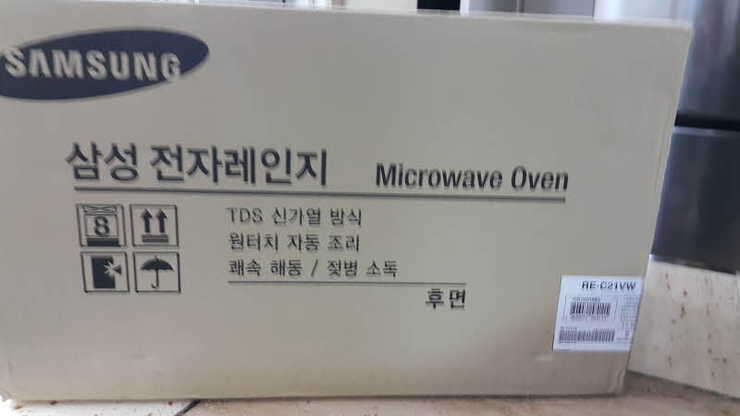 SAMSUNG
삼성 전자레인지 Microwave Oven
8
TDS 신가열 방식
원터치 자동 조리
쾌속 해동 / 젖병 소독
후면
RE-C21VW